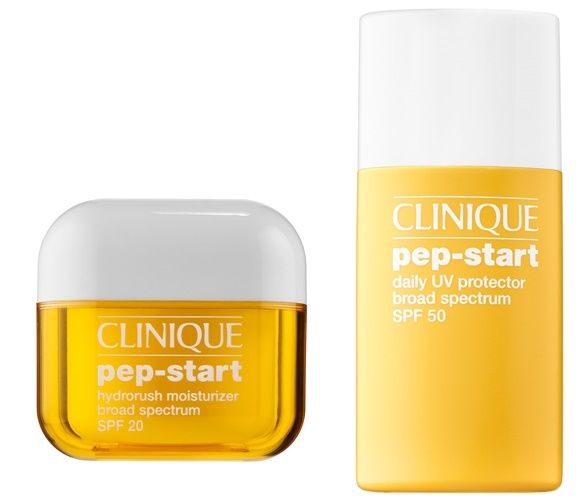 CLINIQUE
pep-start
hydrorush moisturizer
broad spectrum
SPF 20
CLINIQUE
pep-start
daily UV protector
broad spectrum
SPF 50